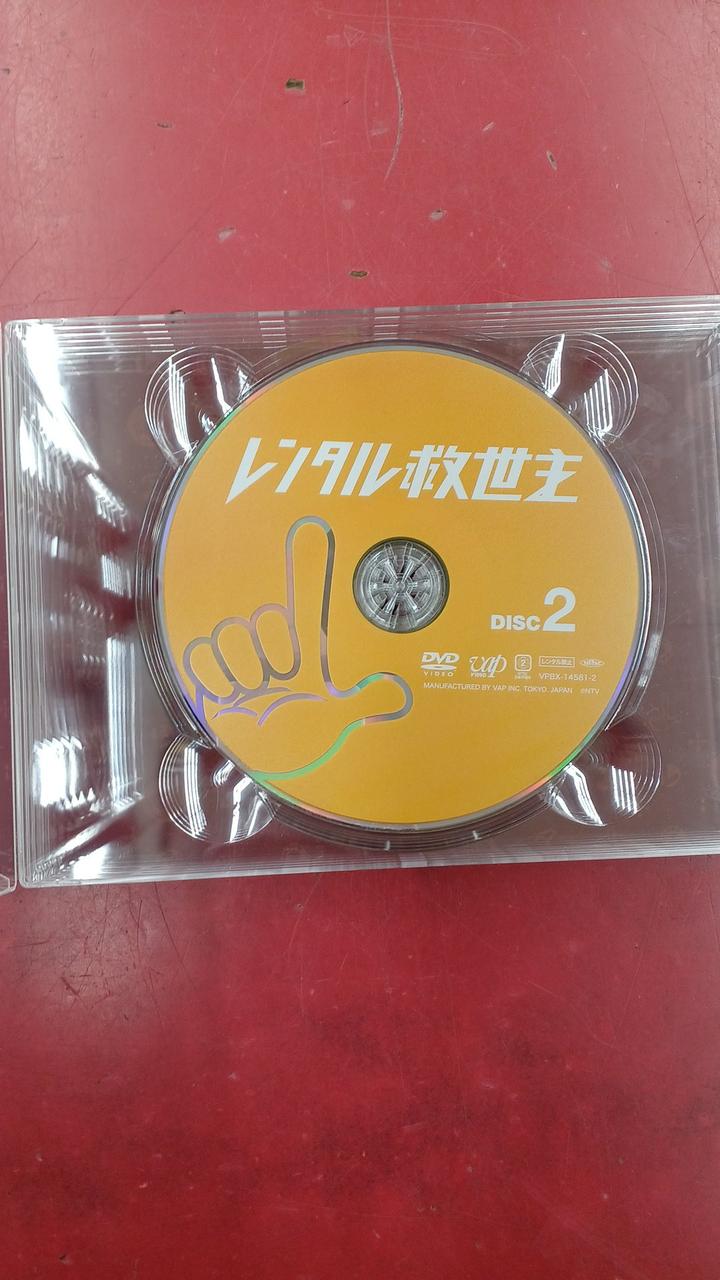 レンタル救世主
DISC 2
DVD VIDEO vap VIDEO 2 レンタル禁止 VPBX-14581-2
MANUFACTURED BY VAP INC. TOKYO. JAPAN ©NTV